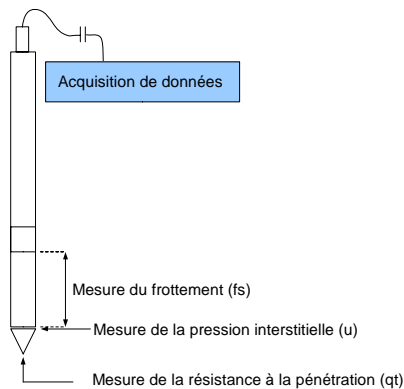 Acquisition de données
Mesure du frottement (fs)
Mesure de la pression interstitielle (u)
Mesure de la résistance à la pénétration (qt)